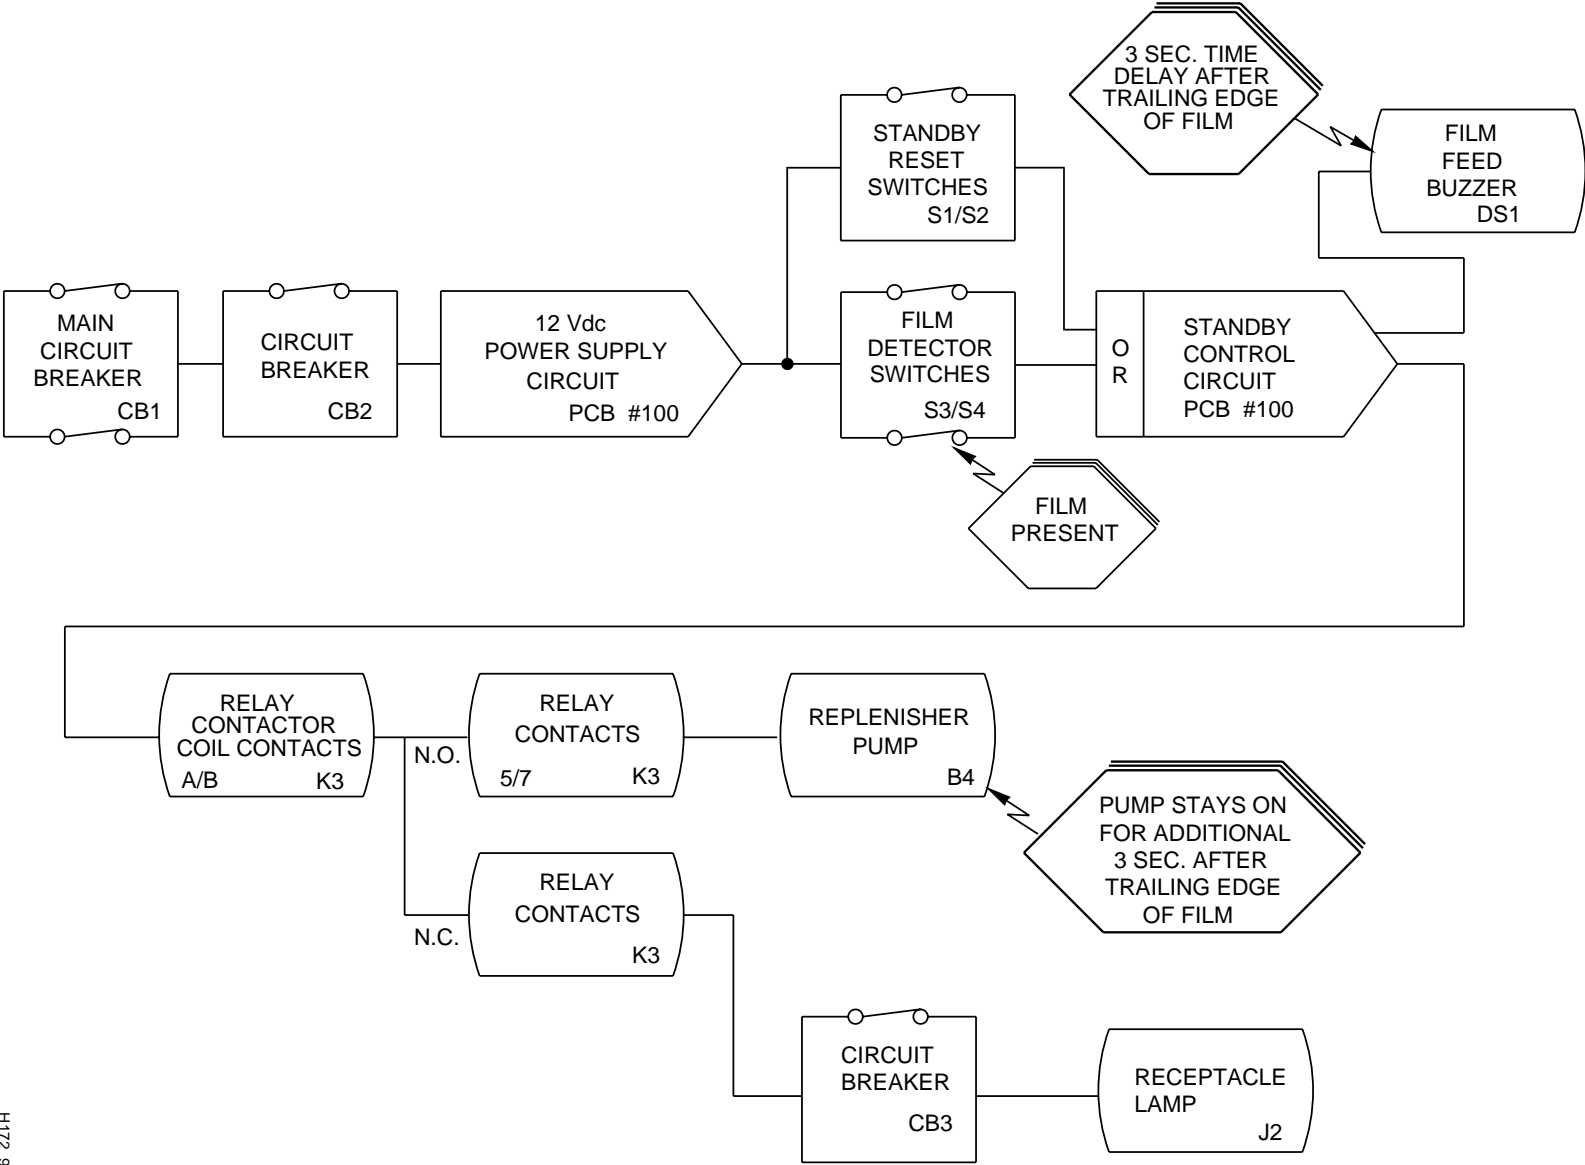 3 SEC. TIME
DELAY AFTER
TRAILING EDGE
OF FILM
FILM
FEED
BUZZER
DS1
STANDBY
RESET
SWITCHES
S1/S2
MAIN
CIRCUIT
BREAKER
CB1
CIRCUIT
BREAKER
CB2
12 Vdc
POWER SUPPLY
CIRCUIT
PCB #100
FILM
DETECTOR
SWITCHES
S3/S4
O
R
STANDBY
CONTROL
CIRCUIT
PCB #100
FILM
PRESENT
RELAY
CONTACTOR
COIL CONTACTS
A/B K3
N.O.
RELAY
CONTACTS
5/7 K3
REPLENISHER
PUMP
B4
PUMP STAYS ON
FOR ADDITIONAL
3 SEC. AFTER
TRAILING EDGE
OF FILM
N.C.
RELAY
CONTACTS
K3
CIRCUIT
BREAKER
CB3
RECEPTACLE
LAMP
J2